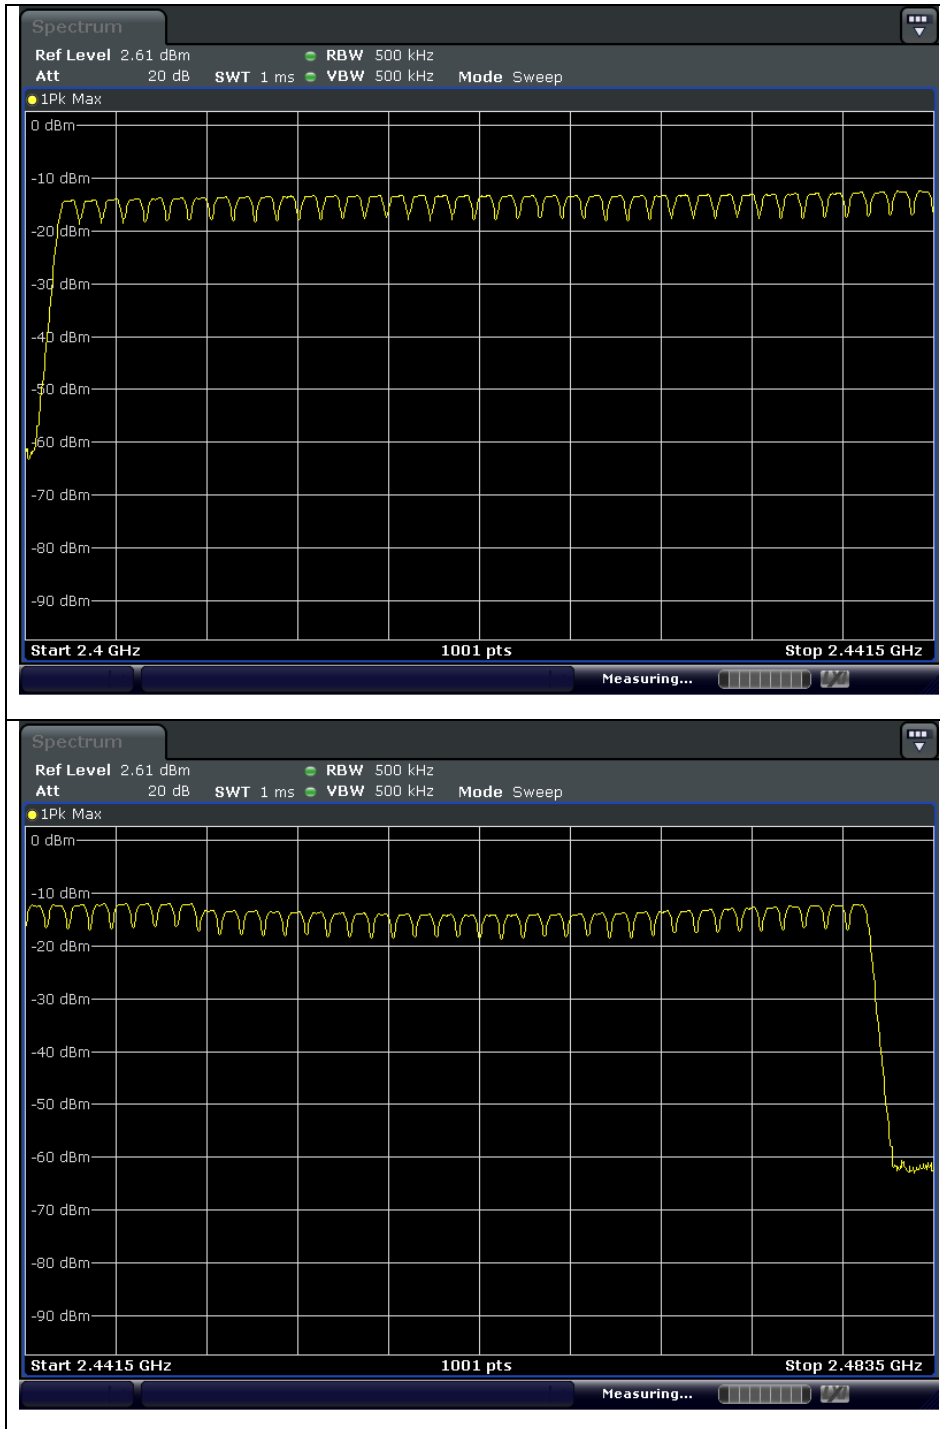 Spectrum
Ref Level 2.61 dBm RBW 500 kHz
Att 20 dB SWT 1 ms VBW 500 kHz Mode Sweep
1Pk Max
0 dBm
-10 dBm
-20 dBm
-30 dBm
-40 dBm
-50 dBm
-60 dBm
-70 dBm
-80 dBm
-90 dBm
Start 2.4 GHz 1001 pts Stop 2.4415 GHz
Measuring...
Spectrum
Ref Level 2.61 dBm RBW 500 kHz
Att 20 dB SWT 1 ms VBW 500 kHz Mode Sweep
1Pk Max
0 dBm
-10 dBm
-20 dBm
-30 dBm
-40 dBm
-50 dBm
-60 dBm
-70 dBm
-80 dBm
-90 dBm
Start 2.4415 GHz 1001 pts Stop 2.4835 GHz
Measuring...